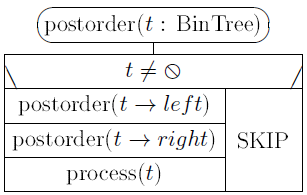 postorder(t : BinTree)
t ≠ ⦸
postorder(t → left)
postorder(t → right)
SKIP
process(t)